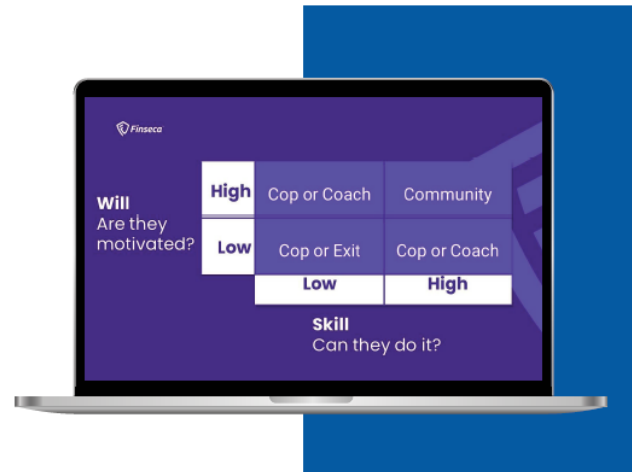 Finseca
Will
Are they
motivated?
High
Cop or Coach
Community
Low
Cop or Exit
Cop or Coach
Low
High
Skill
Can they do it?